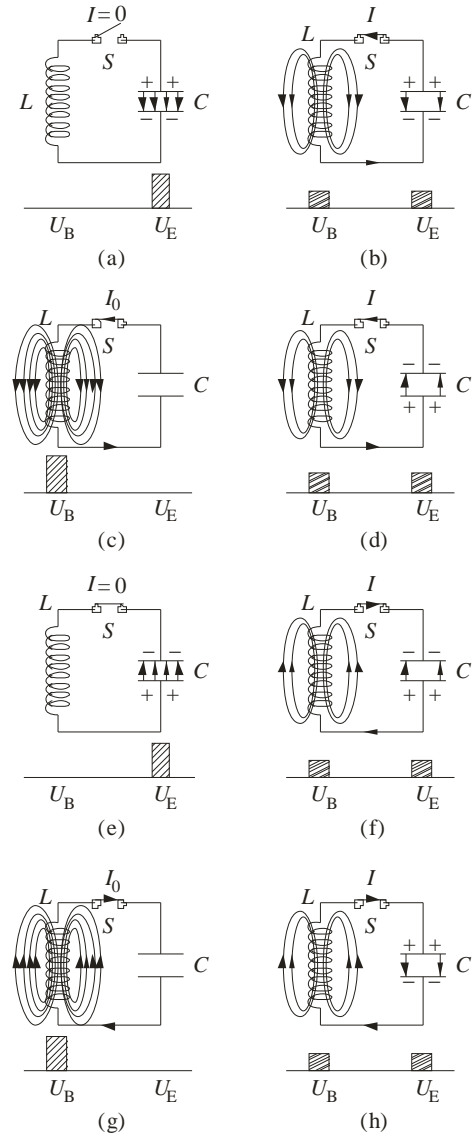 I = 0
S
L
+ +
− −
C
U_B U_E
(a)
I
S
L
+ +
− −
C
U_B U_E
(b)
I_0
L
S
C
U_B U_E
(c)
I
L
S
− −
+ +
C
U_B U_E
(d)
I = 0
L
S
− −
+ +
C
U_B U_E
(e)
I
L
S
− −
+ +
C
U_B U_E
(f)
I_0
L
S
C
U_B U_E
(g)
I
L
S
+ +
− −
C
U_B U_E
(h)